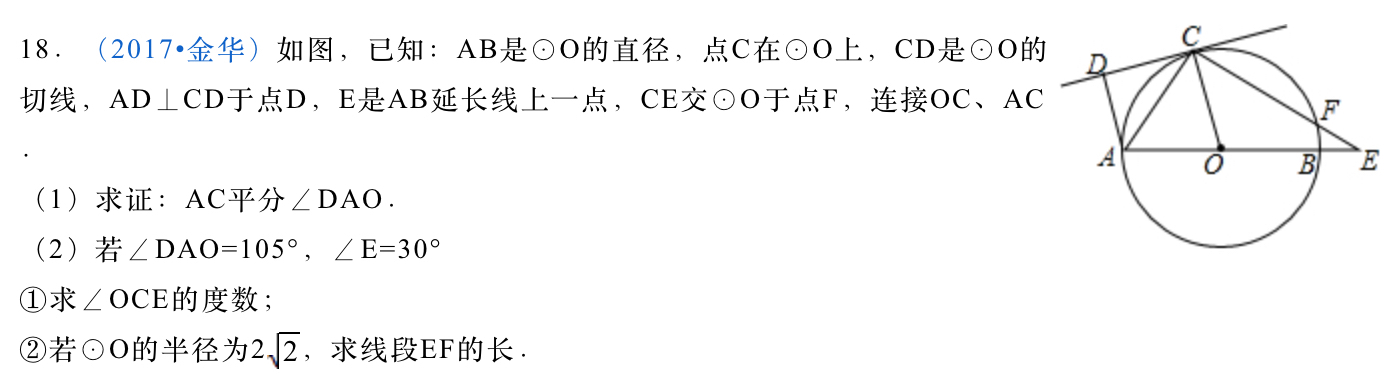 18. （2017•金华）如图，已知：AB是⊙O的直径，点C在⊙O上，CD是⊙O的
切线，AD⊥CD于点D，E是AB延长线上一点，CE交⊙O于点F，连接OC、AC
.
（1）求证：AC平分∠DAO.
（2）若∠DAO=105°，∠E=30°
①求∠OCE的度数；
②若⊙O的半径为2√2，求线段EF的长.
C
D
F
A
O
B
E